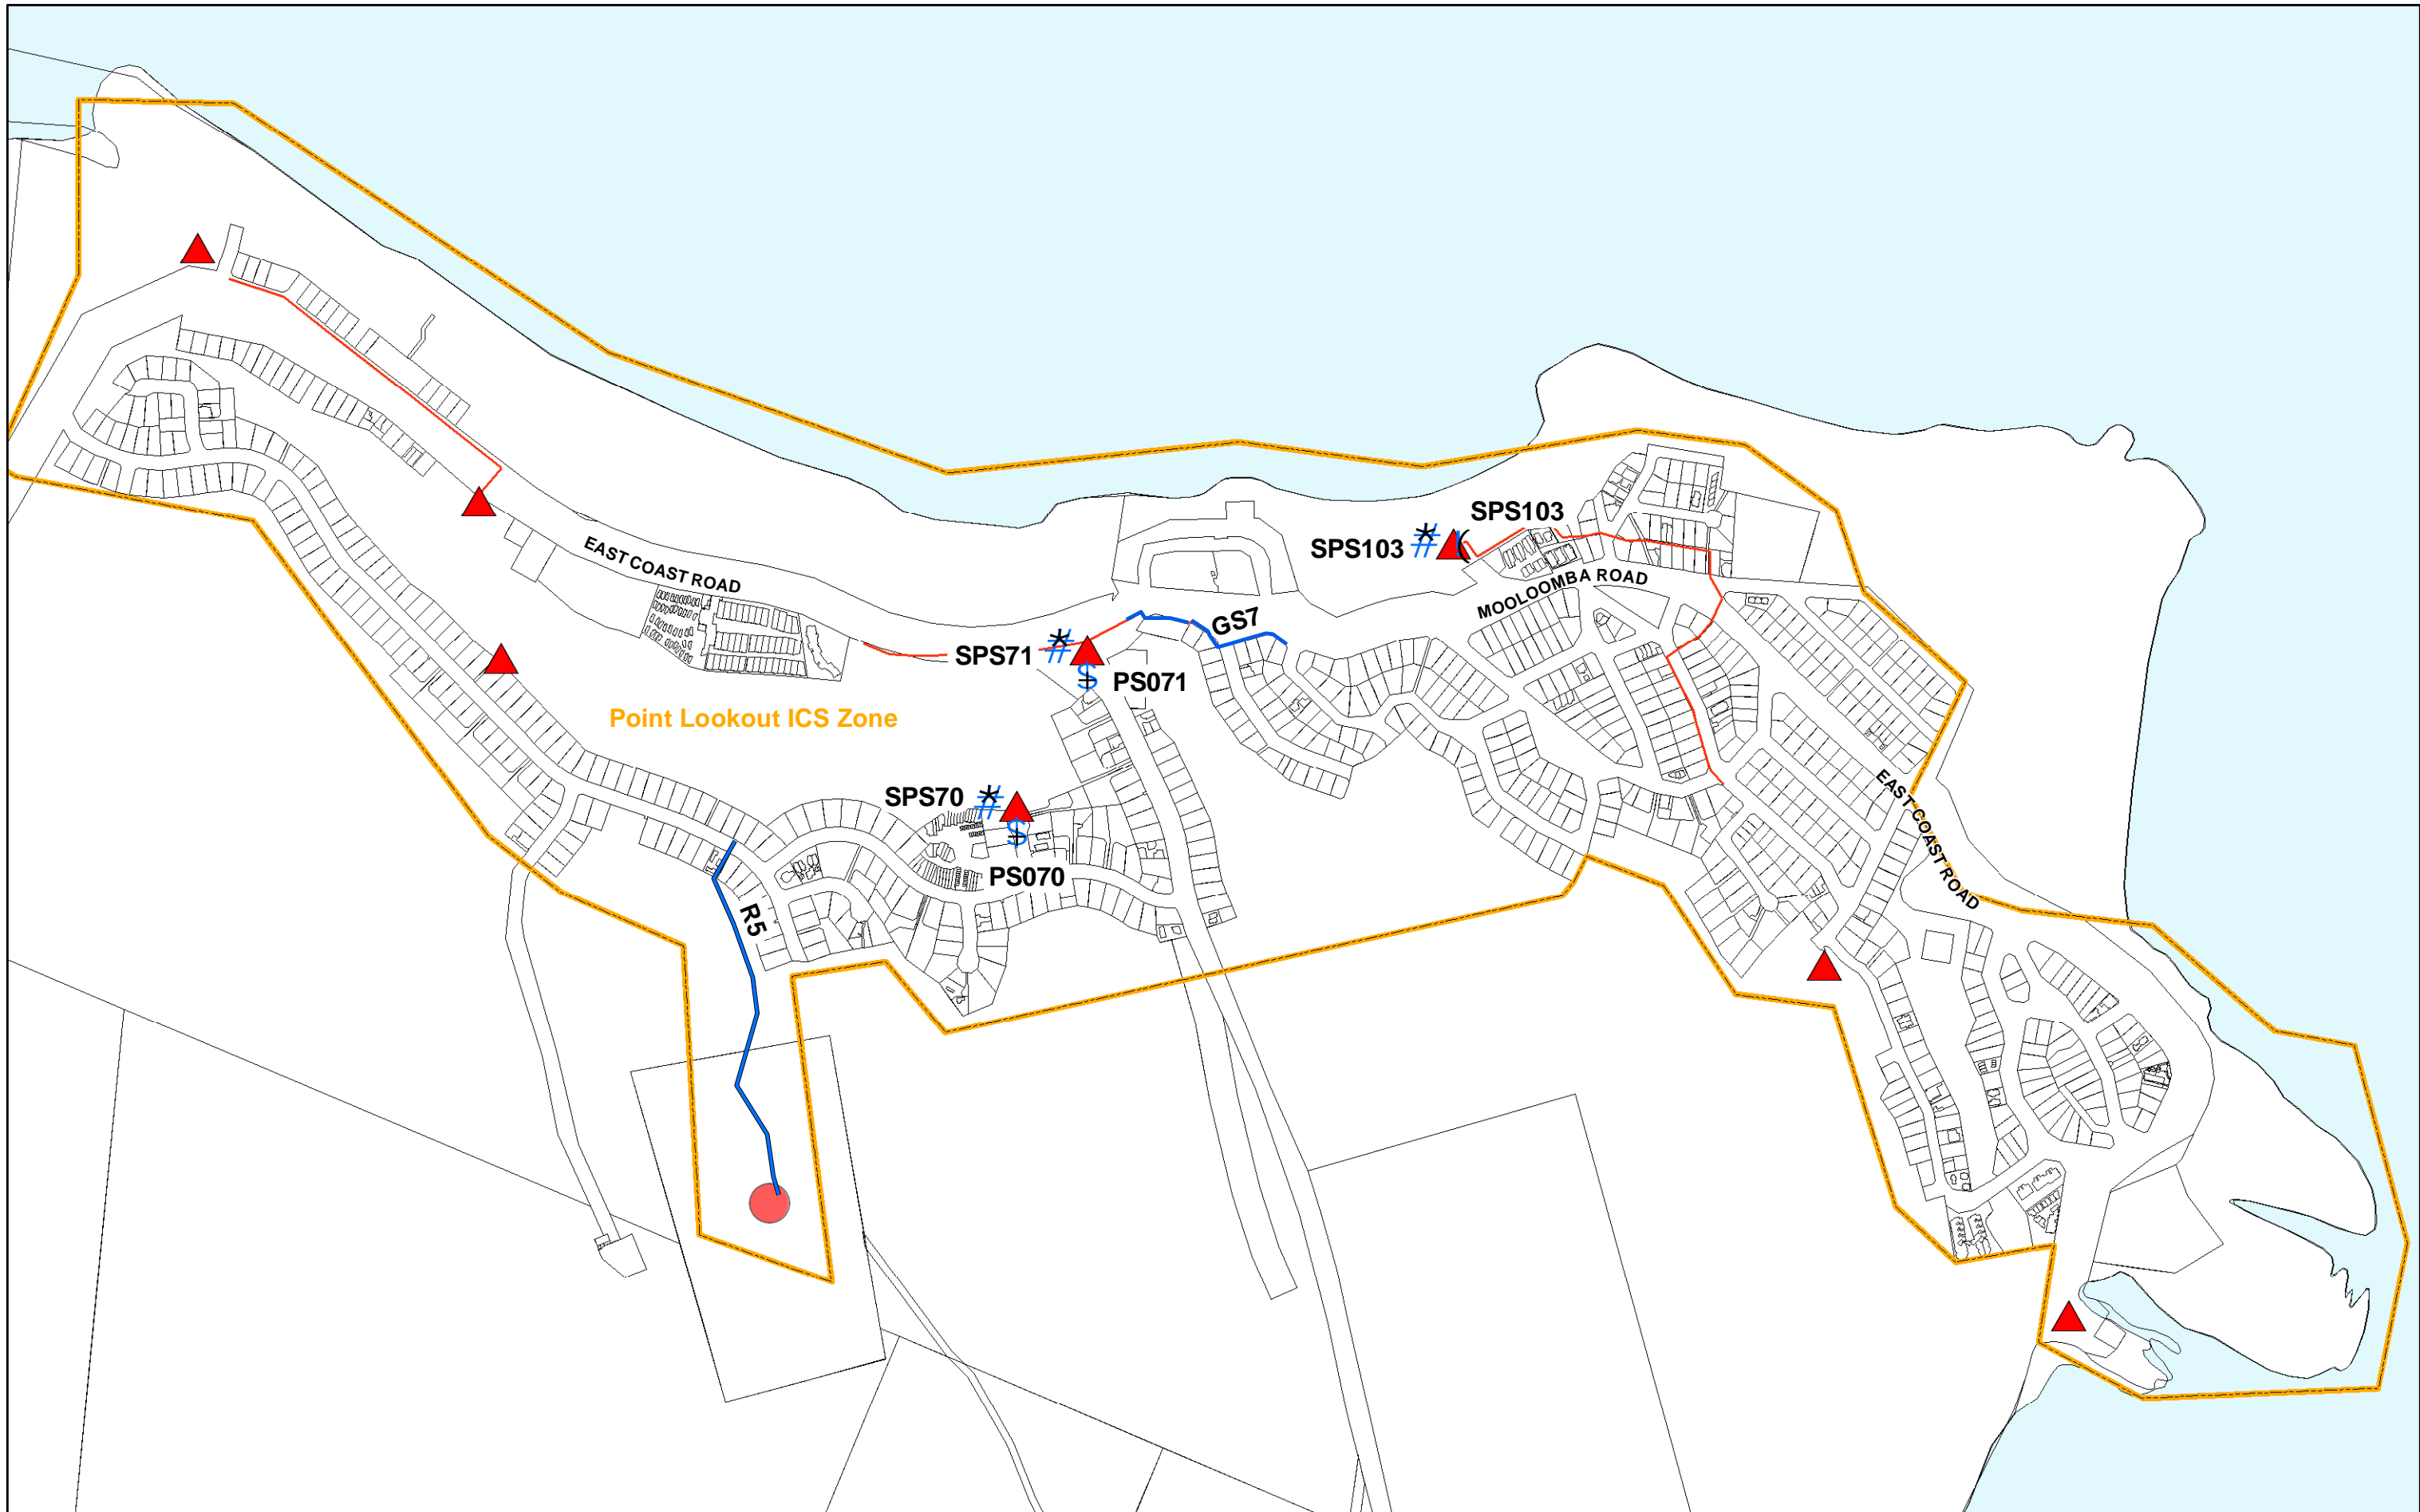 SPS103
SPS103
EAST COAST ROAD
MOOLOOMBA ROAD
GS7
SPS71
PS071
Point Lookout ICS Zone
SPS70
EAST COAST ROAD
PS070
R5